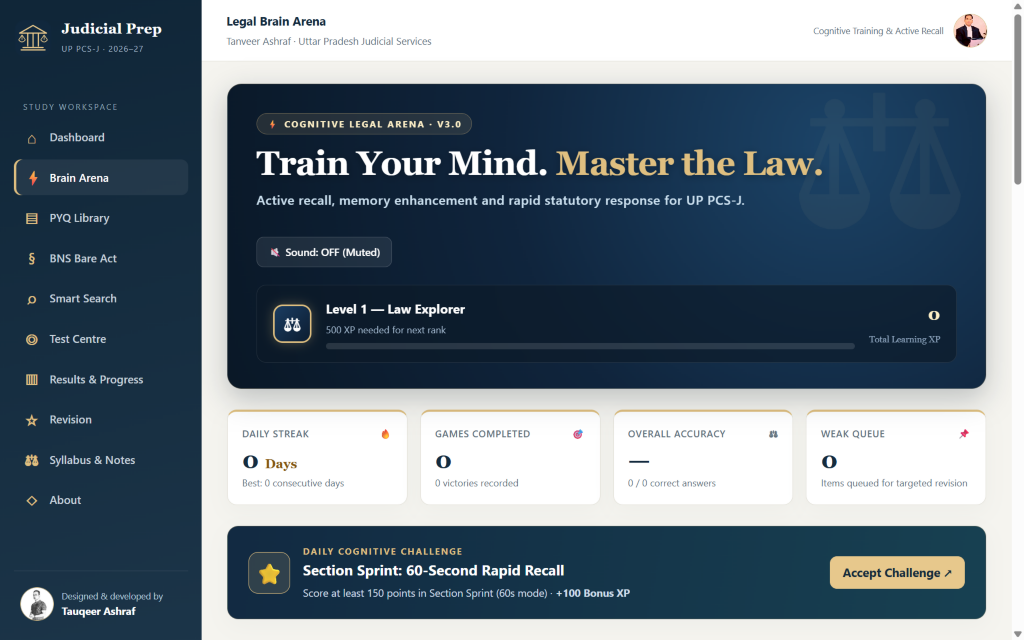 Judicial Prep
UP PCS-J · 2026–27
STUDY WORKSPACE
Dashboard
Brain Arena
PYQ Library
§ BNS Bare Act
Smart Search
Test Centre
Results & Progress
Revision
Syllabus & Notes
About
Designed & developed by
Tauqeer Ashraf
Legal Brain Arena
Tanveer Ashraf · Uttar Pradesh Judicial Services
Cognitive Training & Active Recall
COGNITIVE LEGAL ARENA · V3.0
Train Your Mind. Master the Law.
Active recall, memory enhancement and rapid statutory response for UP PCS-J.
Sound: OFF (Muted)
Level 1 — Law Explorer
500 XP needed for next rank
0
Total Learning XP
DAILY STREAK
0 Days
Best: 0 consecutive days
GAMES COMPLETED
0
0 victories recorded
OVERALL ACCURACY
—
0 / 0 correct answers
WEAK QUEUE
0
Items queued for targeted revision
DAILY COGNITIVE CHALLENGE
Section Sprint: 60-Second Rapid Recall
Score at least 150 points in Section Sprint (60s mode) · +100 Bonus XP
Accept Challenge ↗